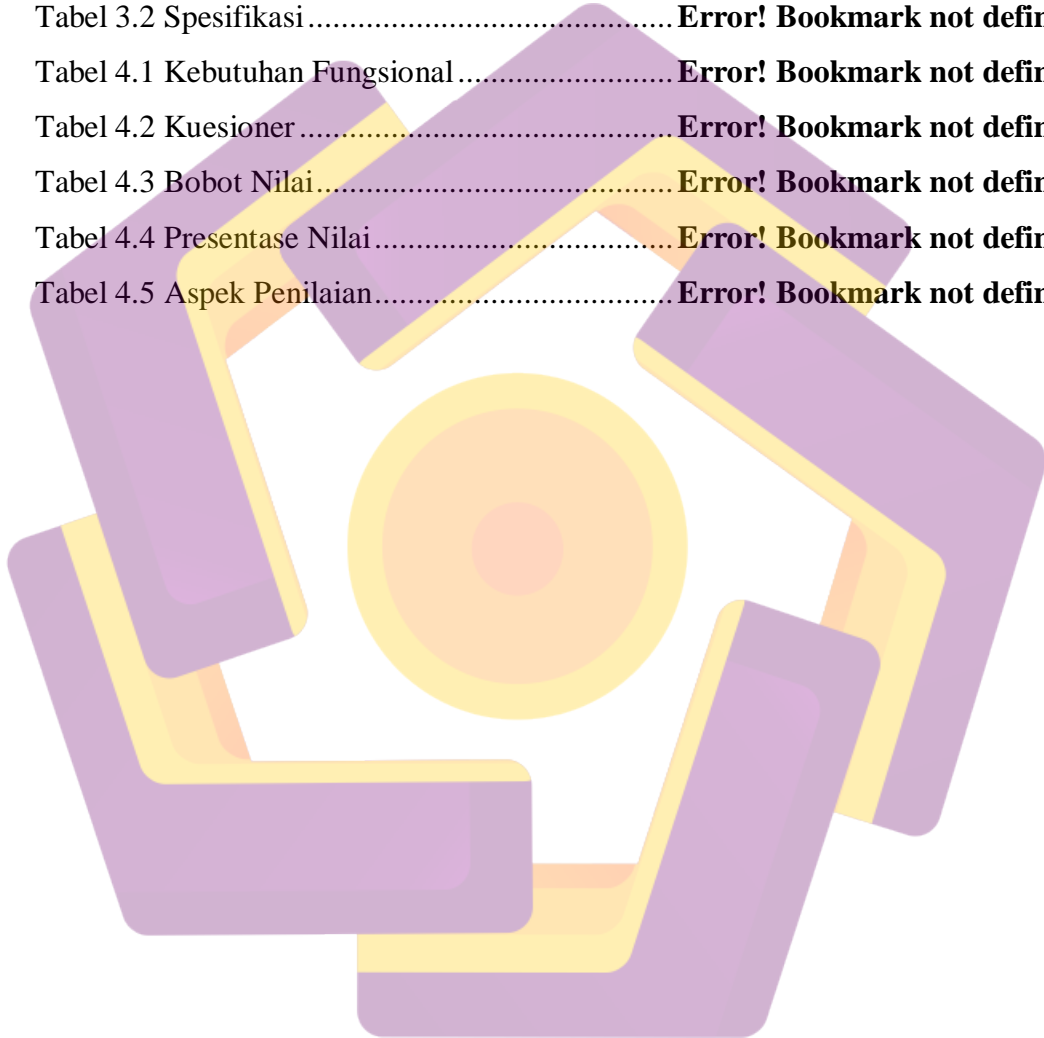 Tabel 3.2 Spesifikasi........................................Error! Bookmark not defin
Tabel 4.1 Kebutuhan Fungsional........................Error! Bookmark not defin
Tabel 4.2 Kuesioner.........................................Error! Bookmark not defin
Tabel 4.3 Bobot Nilai.......................................Error! Bookmark not defin
Tabel 4.4 Presentase Nilai.................................Error! Bookmark not defin
Tabel 4.5 Aspek Penilaian.................................Error! Bookmark not defin